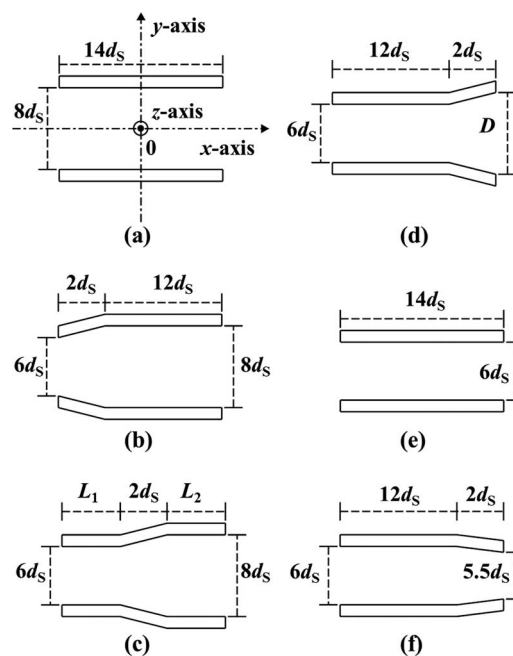 y-axis
14dS
8dS
z-axis
0
x-axis
(a)
12dS 2dS
6dS
D
(d)
2dS 12dS
6dS
8dS
(b)
14dS
6dS
(e)
L1 2dS L2
6dS
8dS
(c)
12dS 2dS
6dS
5.5dS
(f)